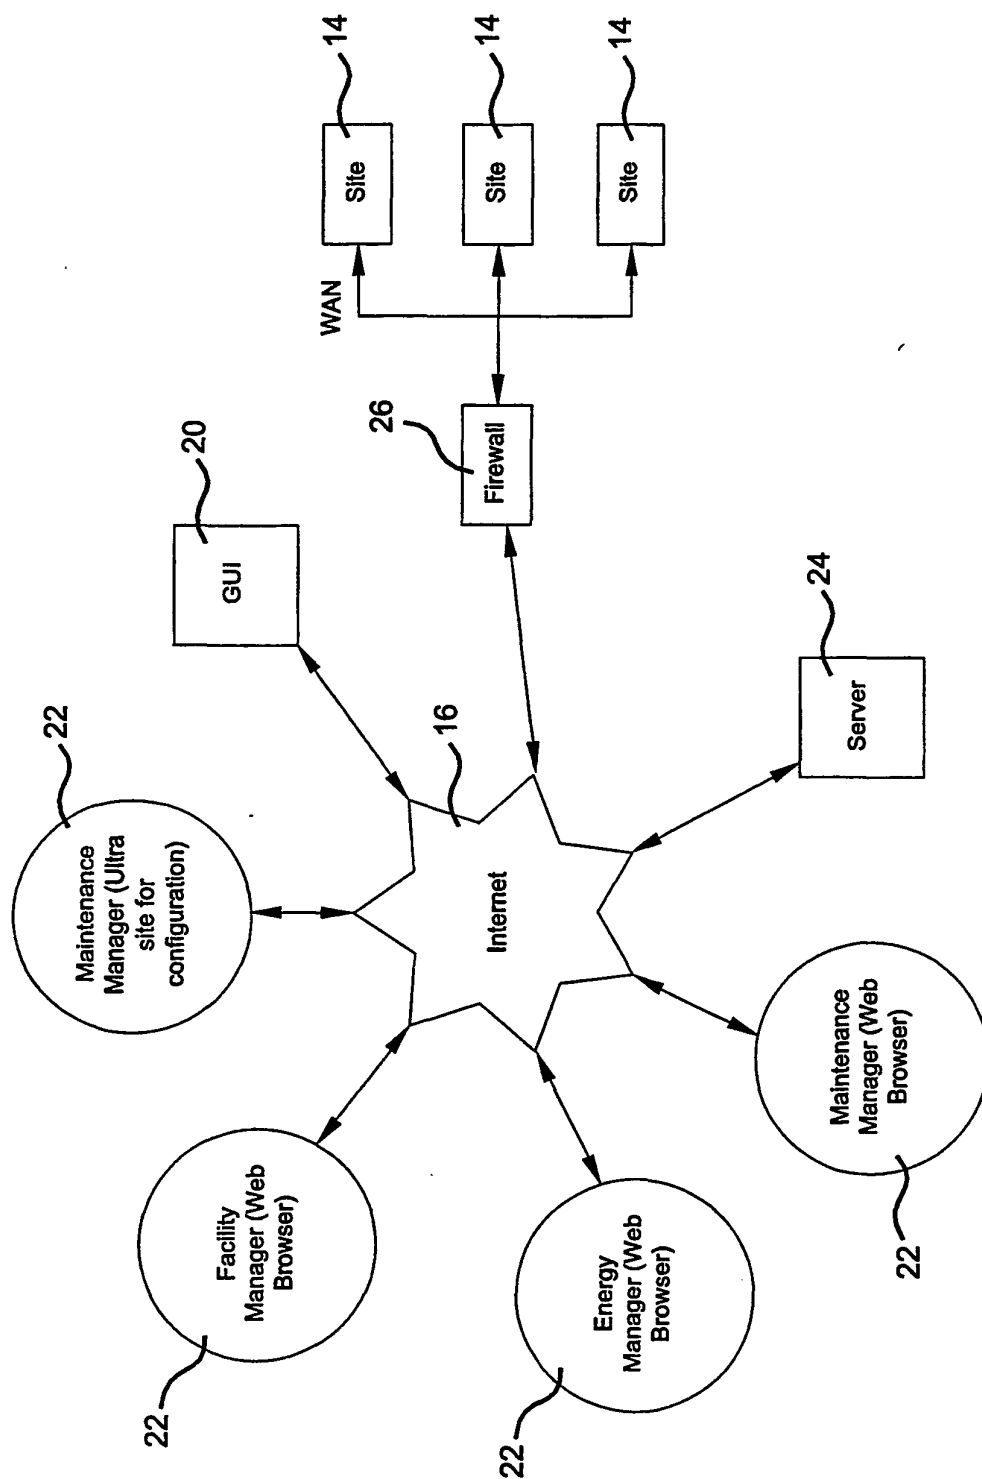 22
Maintenance
Manager (Ultra
site for
configuration)
22
Facility
Manager (Web
Browser)
20
GUI
WAN
14
Site
26
Firewall
14
Site
14
Site
16
Internet
22
Energy
Manager (Web
Browser)
24
Server
22
Maintenance
Manager (Web
Browser)